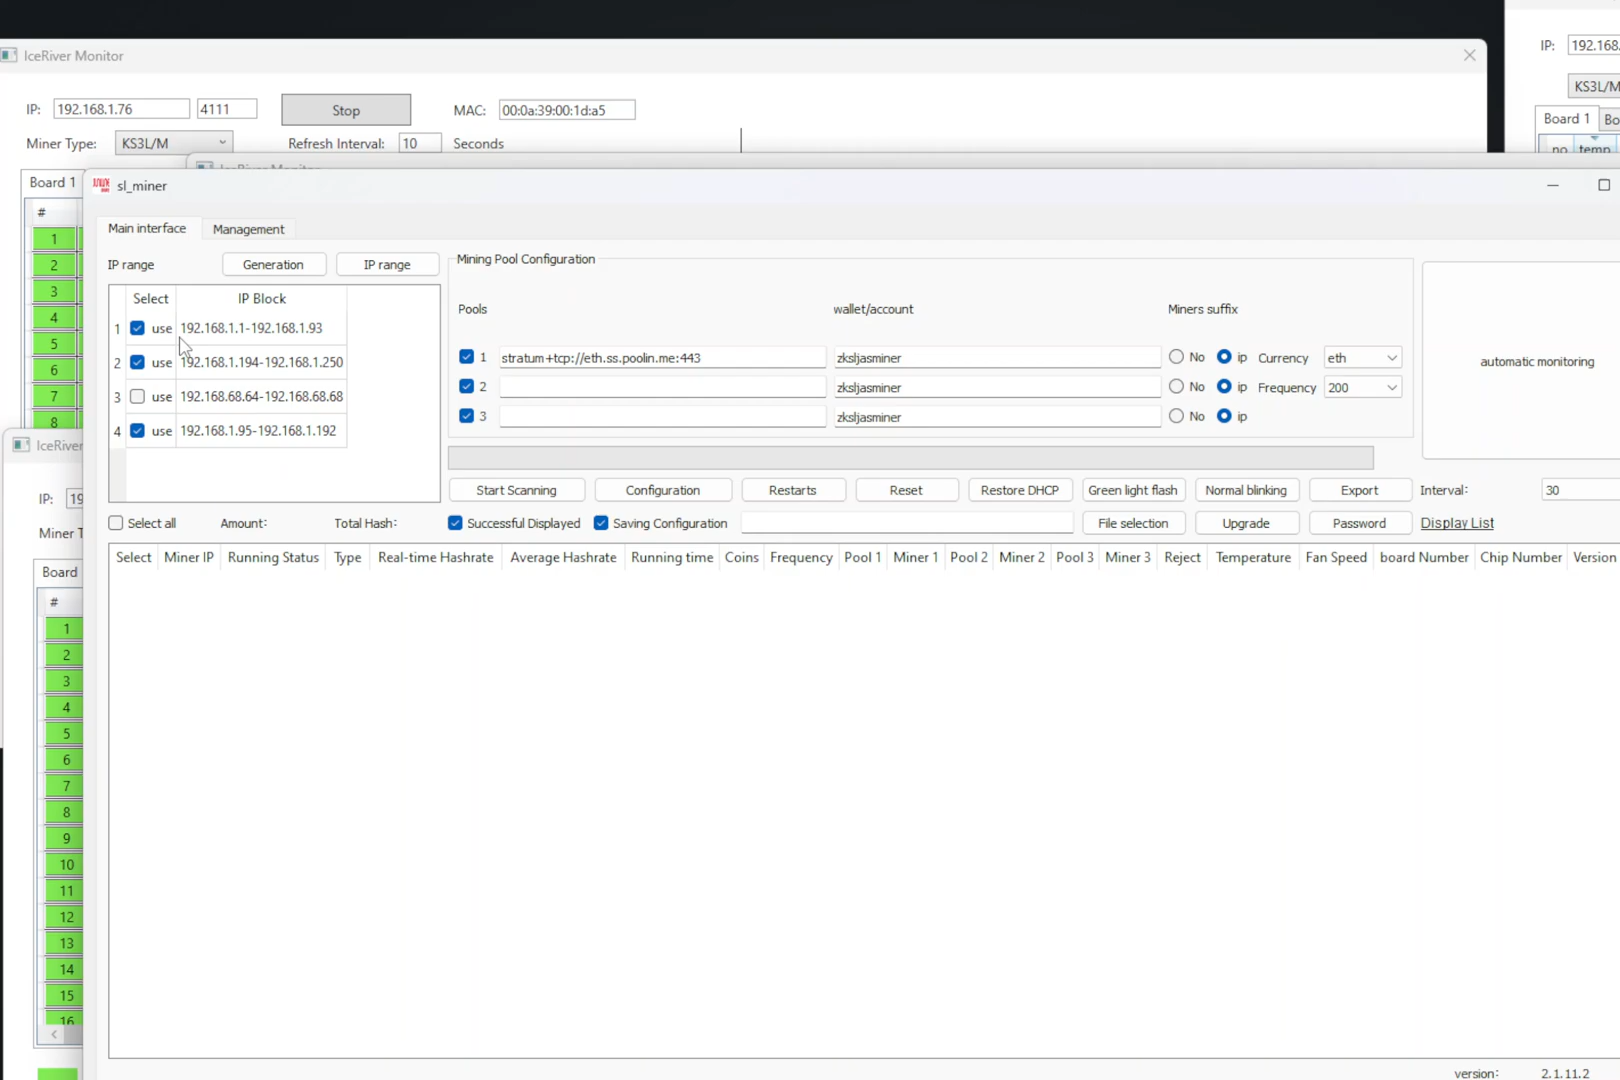 IceRiver Monitor
IP: 192.168.1.76 4111 Stop MAC: 00:0a:39:00:1d:a5
Miner Type: KS3L/M Refresh Interval: 10 Seconds
IP: 192.168.
KS3L/M
Board 1 Bo
no temp
Board 1
#
1
2
3
4
5
6
7
8
IceRiver
IP: 19
Miner T
Board
#
1
2
3
4
5
6
7
8
9
10
11
12
13
14
15
16
sl_miner
Main interface Management
IP range Generation IP range
Select IP Block
1 use 192.168.1.1-192.168.1.93
2 use 192.168.1.194-192.168.1.250
3 use 192.168.68.64-192.168.68.68
4 use 192.168.1.95-192.168.1.192
Mining Pool Configuration
Pools wallet/account Miners suffix
1 stratum+tcp://eth.ss.poolin.me:443 zksljasminer No ip Currency eth
2 zksljasminer No ip Frequency 200
3 zksljasminer No ip
automatic monitoring
Start Scanning Configuration Restarts Reset Restore DHCP Green light flash Normal blinking Export Interval: 30
Select all Amount: Total Hash: Successful Displayed Saving Configuration File selection Upgrade Password Display List
Select Miner IP Running Status Type Real-time Hashrate Average Hashrate Running time Coins Frequency Pool 1 Miner 1 Pool 2 Miner 2 Pool 3 Miner 3 Reject Temperature Fan Speed board Number Chip Number Version
version: 2.1.11.2